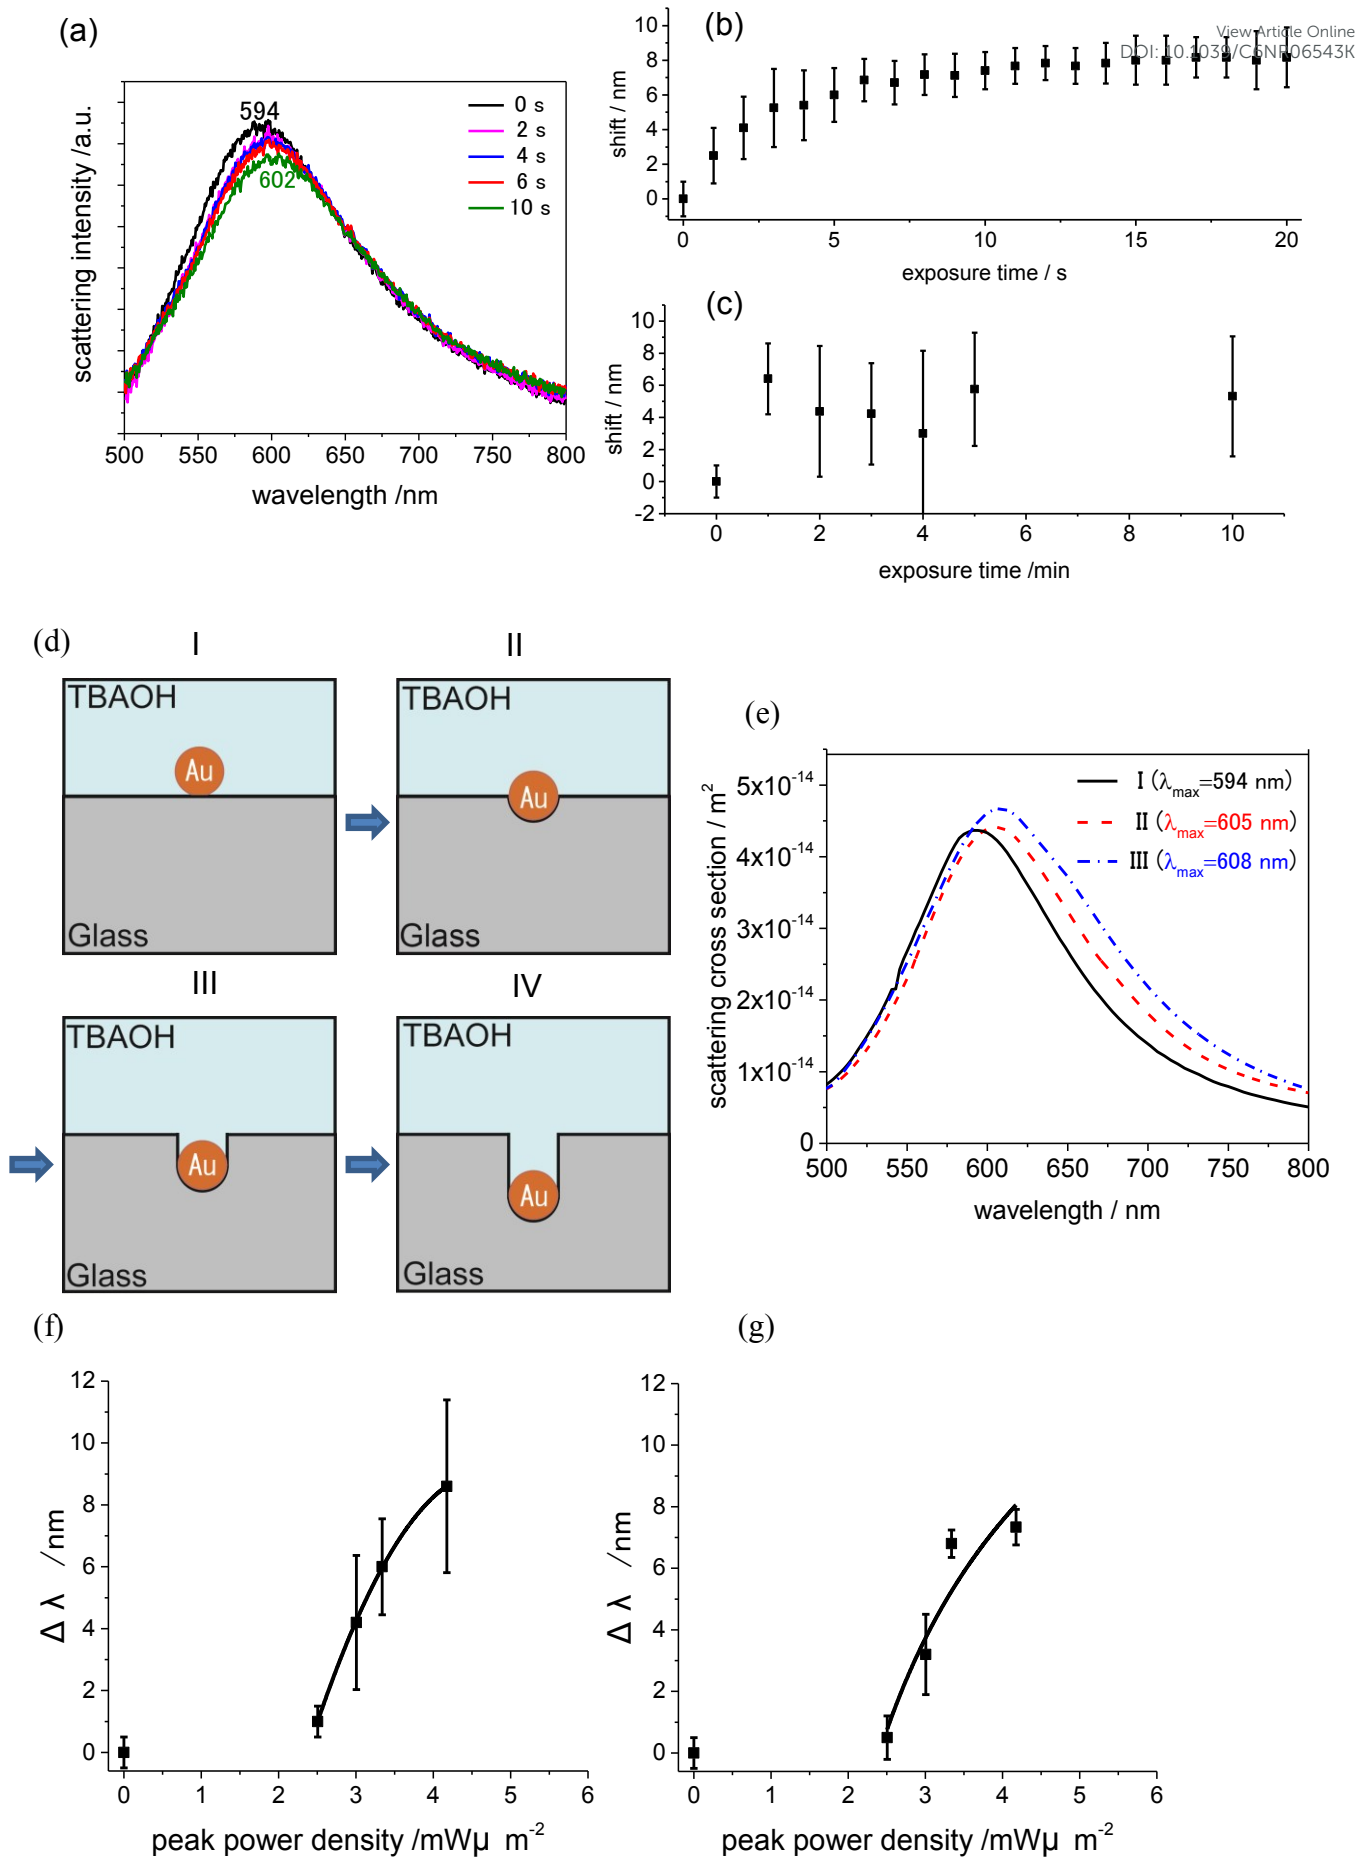 (a)
594
602
0 s
2 s
4 s
6 s
10 s
scattering intensity /a.u.
500 550 600 650 700 750 800
wavelength /nm
(b)
View Article Online
DOI: 10.1039/C6NR06543K
10
8
6
4
2
0
shift / nm
0 5 10 15 20
exposure time / s
(c)
10
8
6
4
2
0
-2
shift / nm
0 2 4 6 8 10
exposure time /min
(d)
I
TBAOH
Au
Glass
II
TBAOH
Au
Glass
III
TBAOH
Au
Glass
IV
TBAOH
Au
Glass
(e)
I (λmax=594 nm)
II (λmax=605 nm)
III (λmax=608 nm)
5x10⁻¹⁴
4x10⁻¹⁴
3x10⁻¹⁴
2x10⁻¹⁴
1x10⁻¹⁴
0
scattering cross section / m²
500 550 600 650 700 750 800
wavelength / nm
(f)
12
10
8
6
4
2
0
Δ λ /nm
0 1 2 3 4 5 6
peak power density /mWμ m⁻²
(g)
12
10
8
6
4
2
0
Δ λ /nm
0 1 2 3 4 5 6
peak power density /mWμ m⁻²